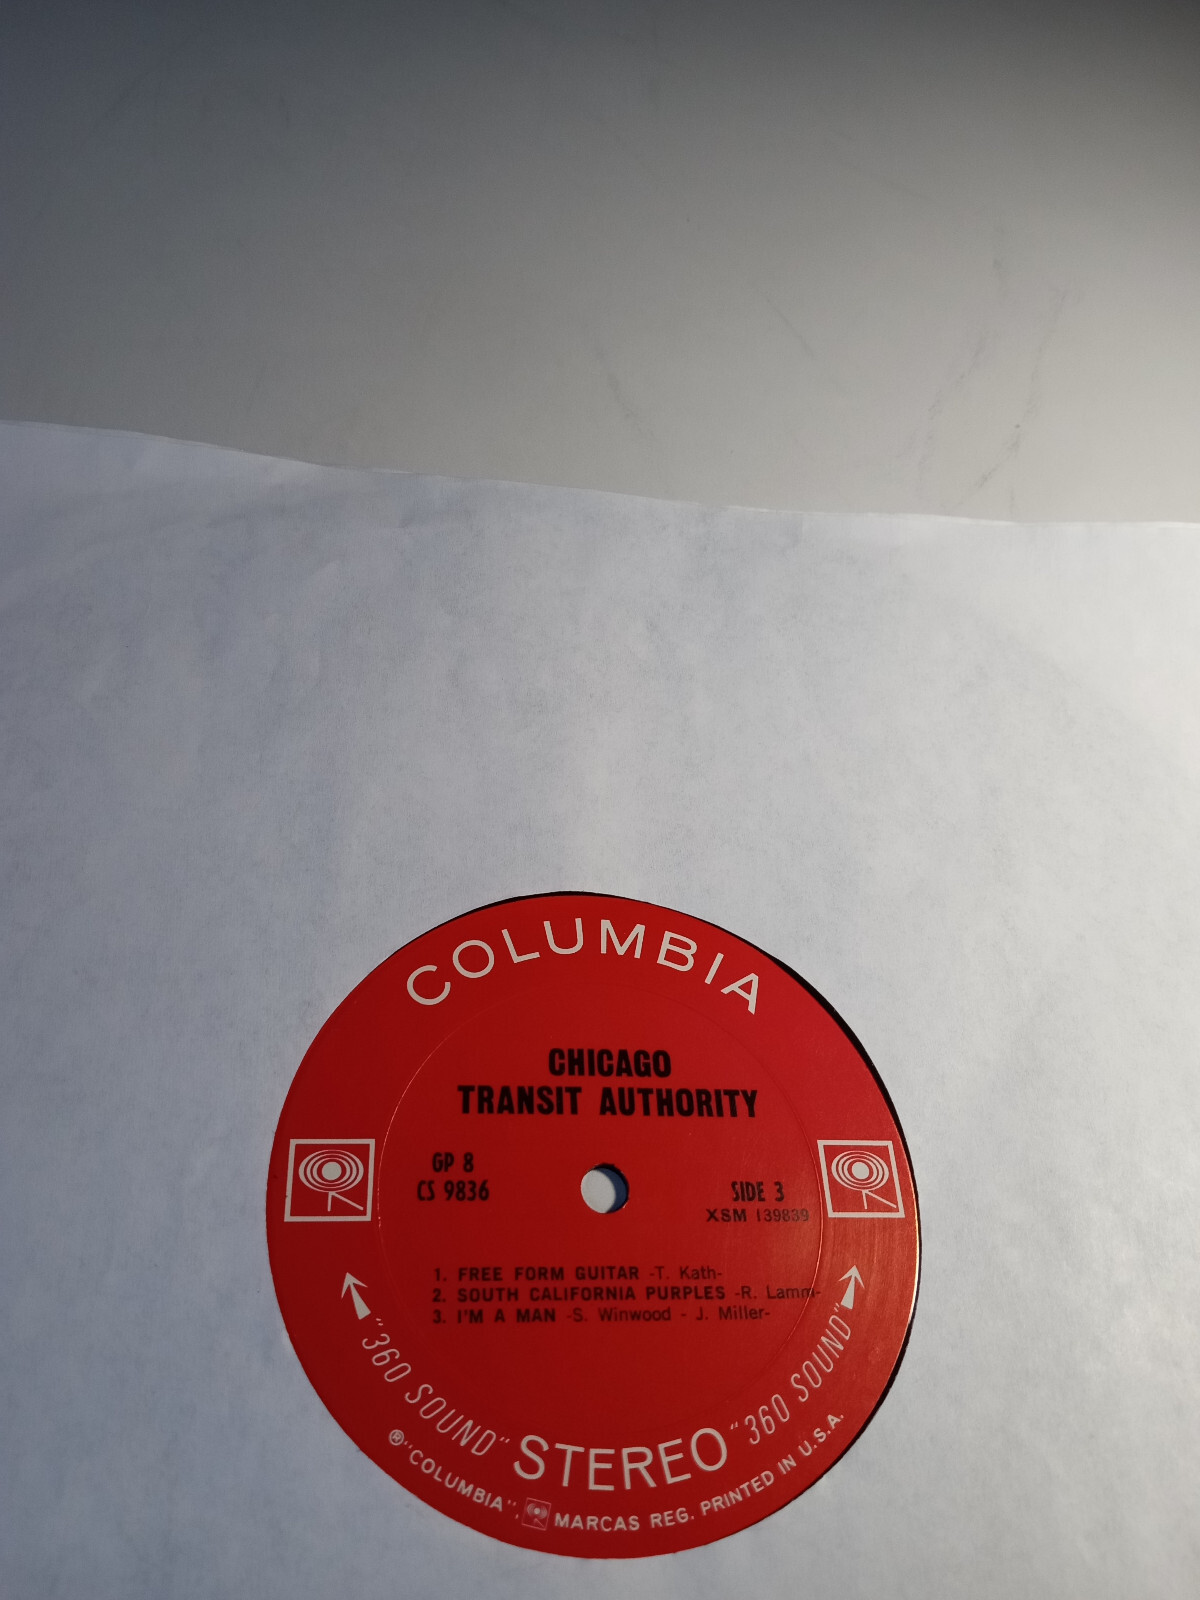 COLUMBIA
CHICAGO
TRANSIT AUTHORITY
GP 8
CS 9836
SIDE 3
XSM 139839
1. FREE FORM GUITAR -T. Kath-
2. SOUTH CALIFORNIA PURPLES -R. Lamm-
3. I'M A MAN -S. Winwood - J. Miller-
"360 SOUND" STEREO "360 SOUND"
® "COLUMBIA", MARCAS REG. PRINTED IN U.S.A.